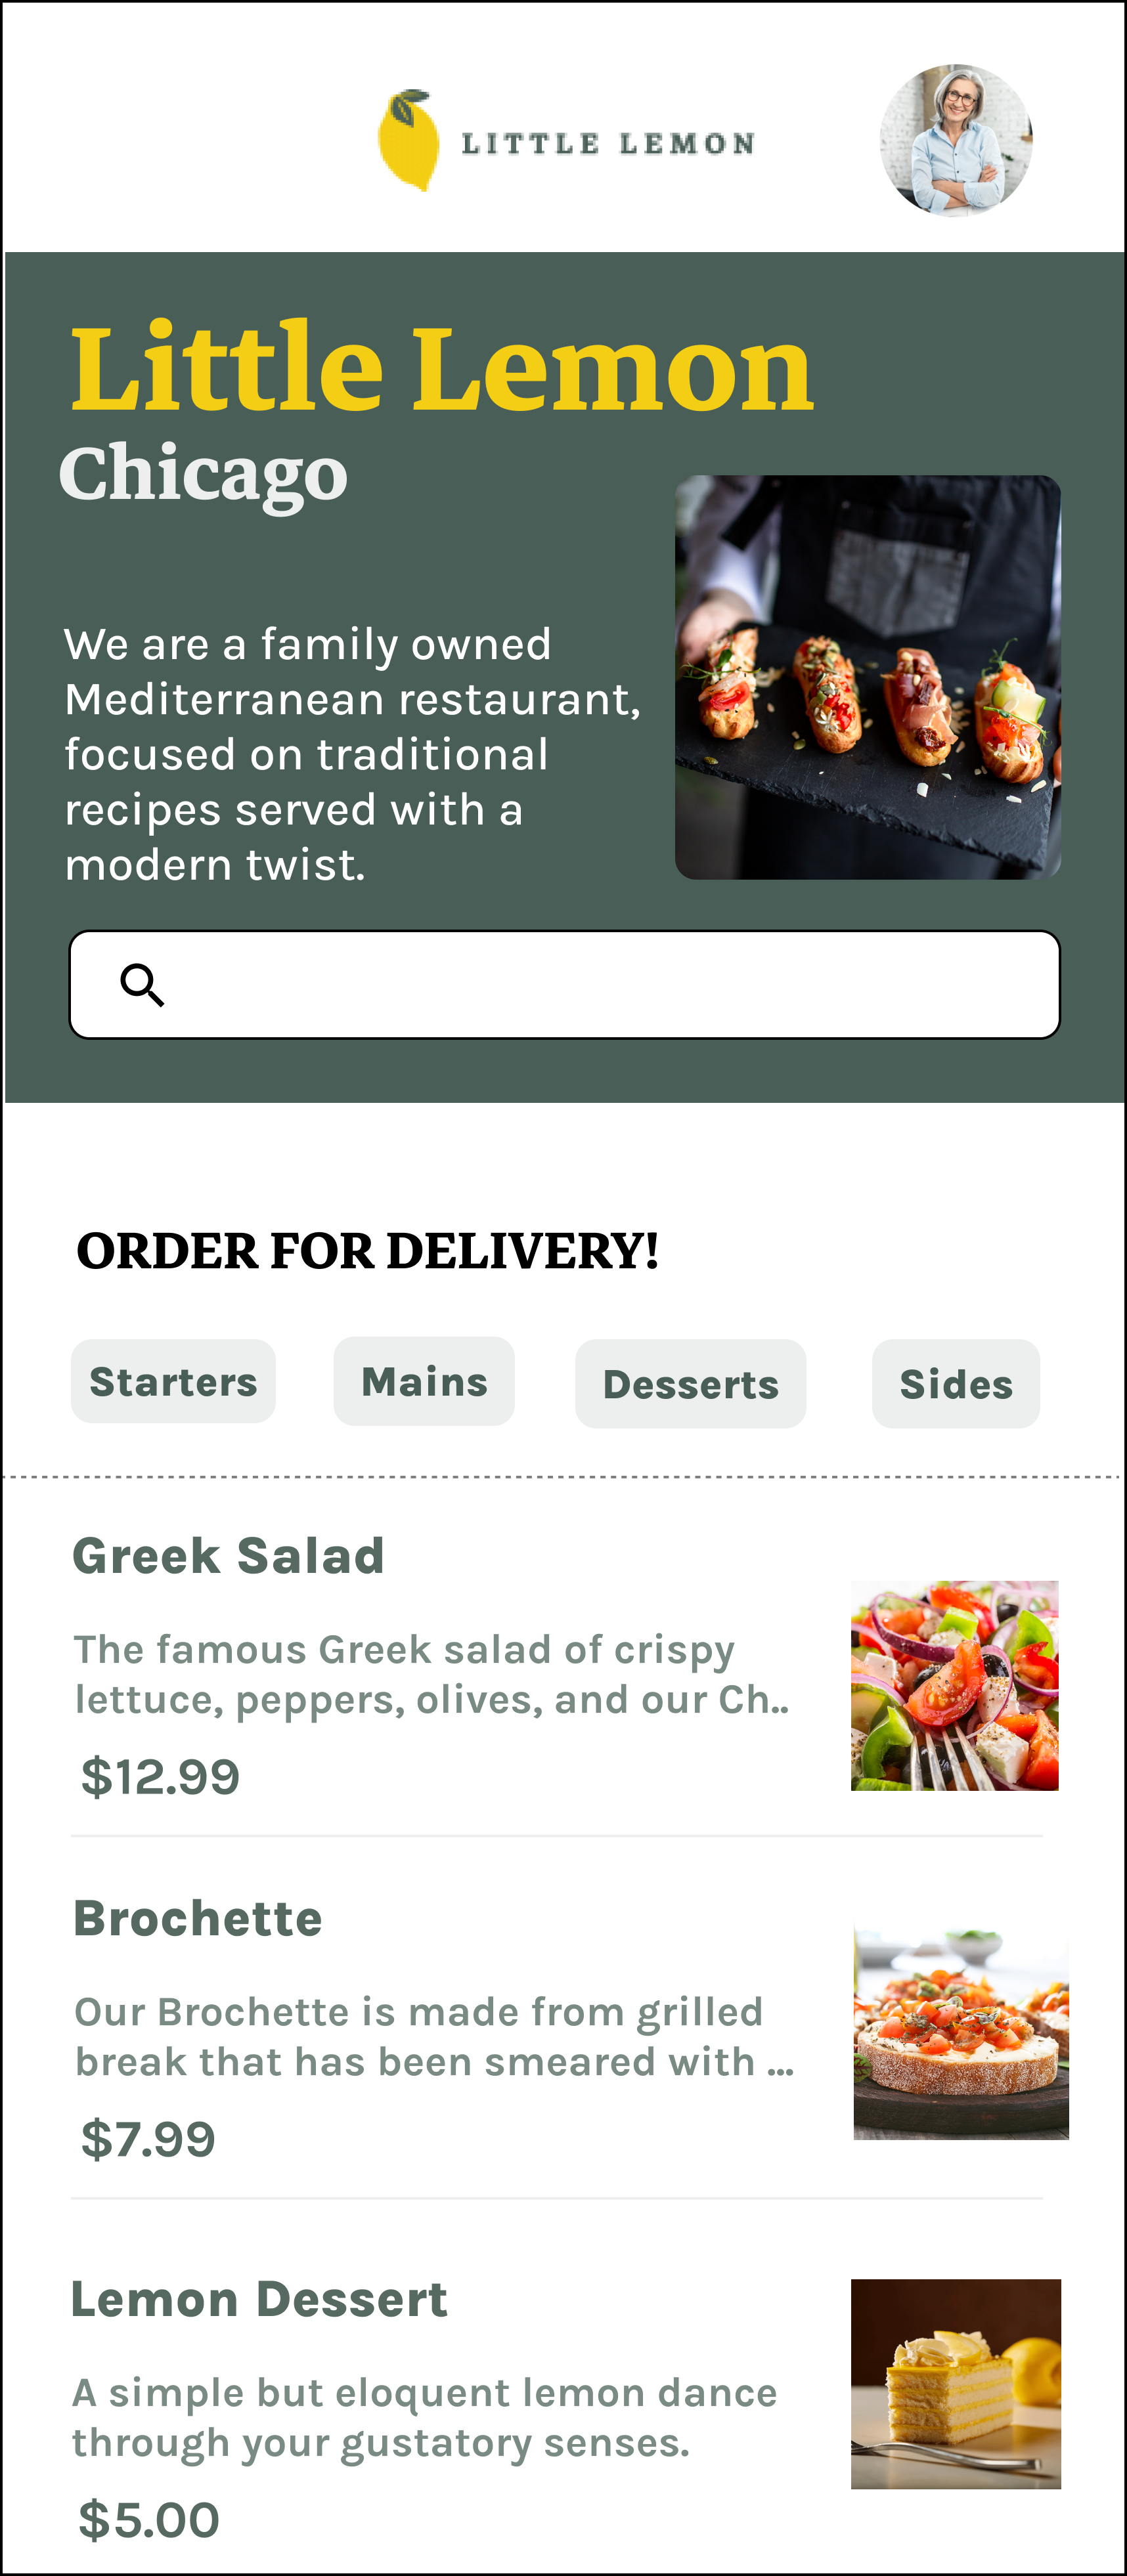 LITTLE LEMON
Little Lemon
Chicago
We are a family owned
Mediterranean restaurant,
focused on traditional
recipes served with a
modern twist.
ORDER FOR DELIVERY!
Starters Mains Desserts Sides
Greek Salad
The famous Greek salad of crispy
lettuce, peppers, olives, and our Ch..
$12.99
Brochette
Our Brochette is made from grilled
break that has been smeared with ...
$7.99
Lemon Dessert
A simple but eloquent lemon dance
through your gustatory senses.
$5.00